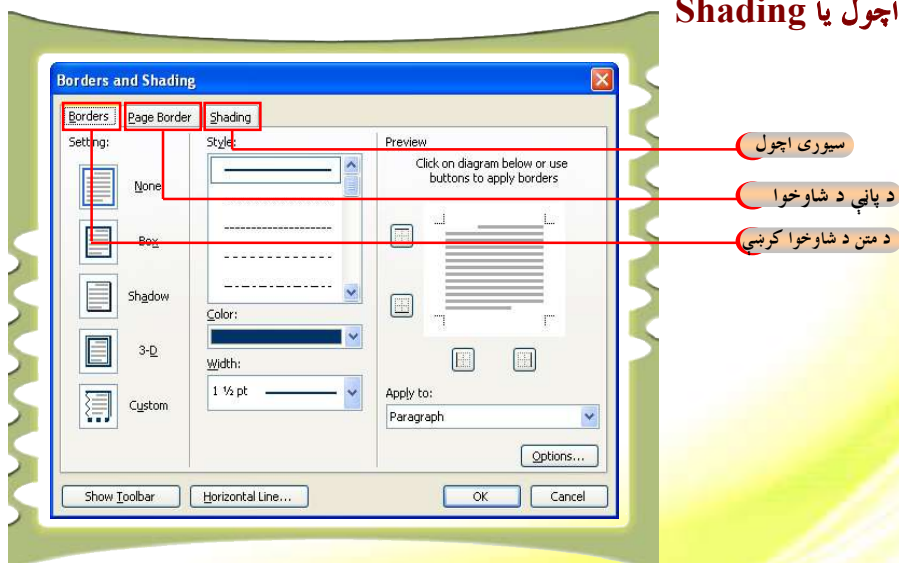 اچول یا Shading
Borders and Shading
Borders
Page Border
Shading
Setting:
None
Box
Shadow
3-D
Custom
Style:
Color:
Width:
1 ½ pt
Preview
Click on diagram below or use
buttons to apply borders
Apply to:
Paragraph
Options...
Show Toolbar
Horizontal Line...
OK
Cancel
سیوری اچول
د پاڼې د شاوخوا
د متن د شاوخوا کرښې